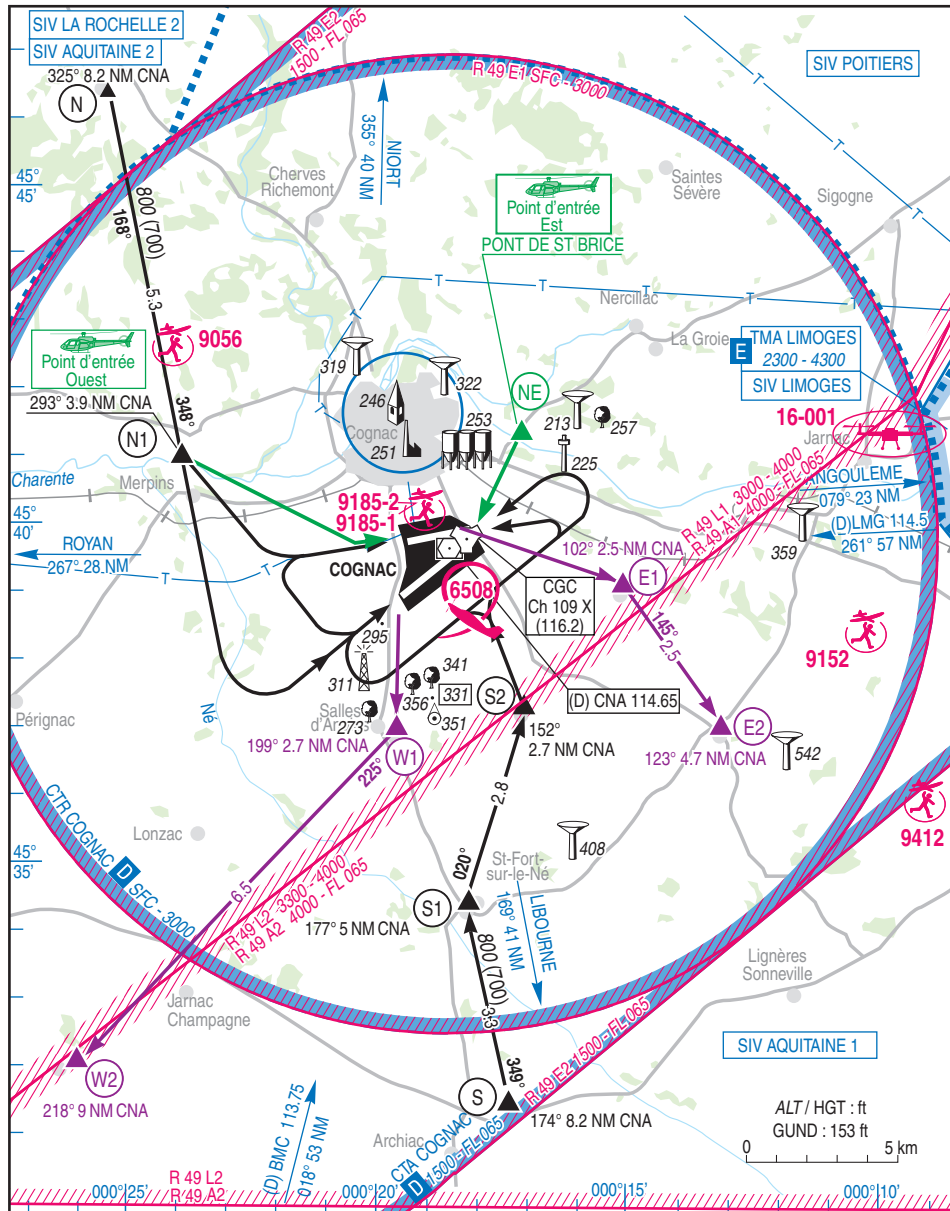 SIV LA ROCHELLE 2
SIV AQUITAINE 2
R 49 E2
1500 - FL 065
R 49 E1 SFC - 3000
SIV POITIERS
325° 8.2 NM CNA
N
NIORT
355° 40 NM
Cherves
Richemont
Saintes
Sévère
Sigogne
45°
45'
Point d'entrée
Est
PONT DE ST BRICE
800 (700)
168°
5.3
348°
T
T
T
T
T
T
T
T
T
Nercillac
La Groie
9056
Point d'entrée
Ouest
293° 3.9 NM CNA
N1
319
322
246
Cognac
251
253
NE
213
257
225
E
TMA LIMOGES
2300 - 4300
SIV LIMOGES
16-001
Jarnac
Charente
Merpins
ANGOULEME
079° 23 NM
(D)LMG 114.5
261° 57 NM
359
R 49 L1 3000 - 4000
R 49 A1-4000-FL 065
9185-2
9185-1
45°
40'
ROYAN
267° 28 NM
COGNAC
102° 2.5 NM CNA
E1
6508
CGC
Ch 109 X
(116.2)
145°
2.5
9152
295
311
341
331
356
351
273
Salles
d'An
S2
(D) CNA 114.65
152°
2.7 NM CNA
E2
123° 4.7 NM CNA
542
Pérignac
Né
199° 2.7 NM CNA
W1
225°
6.5
2.8
9412
Lonzac
CTR COGNAC D SFC - 3000
408
45°
35'
020°
St-Fort-
sur-le-Né
S1
177° 5 NM CNA
R 49 L2 -3300 - 4000
R 49 A2 4000 - FL 065
LIBOURNE
169° 41 NM
800 (700)
3.3
349°
Lignères
Sonneville
Jarnac
Champagne
SIV AQUITAINE 1
W2
218° 9 NM CNA
S
174° 8.2 NM CNA
R 49 E2 1500 - FL 065
CTA COGNAC
D 1500 - FL 065
Archiac
(D) BMC 113.75
018° 53 NM
ALT / HGT : ft
GUND : 153 ft
0 5 km
R 49 L2
R 49 A2
000°25'
000°20'
000°15'
000°10'